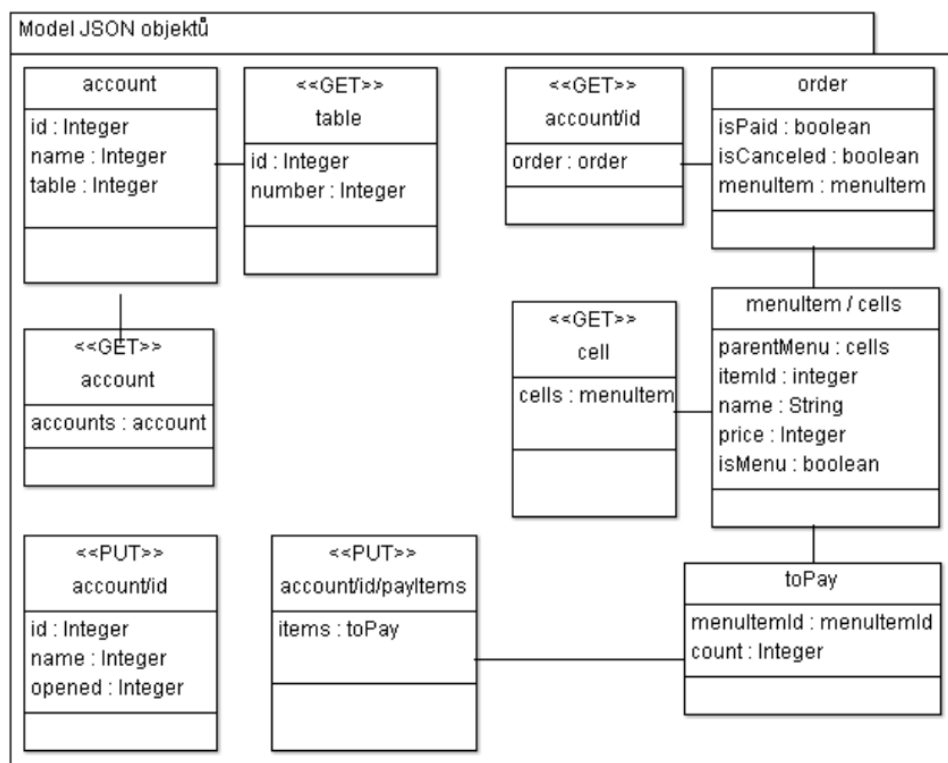 Model JSON objektů
account
id : Integer
name : Integer
table : Integer
<<GET>>
table
id : Integer
number : Integer
<<GET>>
account/id
order : order
order
isPaid : boolean
isCanceled : boolean
menuItem : menuItem
<<GET>>
account
accounts : account
<<GET>>
cell
cells : menuItem
menuItem / cells
parentMenu : cells
itemId : integer
name : String
price : Integer
isMenu : boolean
<<PUT>>
account/id
id : Integer
name : Integer
opened : Integer
<<PUT>>
account/id/payItems
items : toPay
toPay
menuItemId : menuItemId
count : Integer